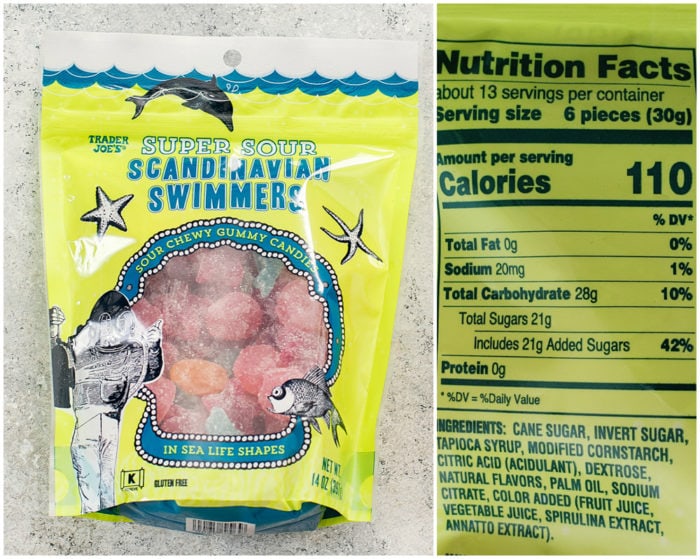 TRADER
JOE'S
SUPER SOUR
SCANDINAVIAN
SWIMMERS
SOUR CHEWY GUMMY CANDIES
IN SEA LIFE SHAPES
K
GLUTEN FREE
NET WT.
14 OZ
Nutrition Facts
about 13 servings per container
Serving size 6 pieces (30g)
Amount per serving
Calories 110
% DV*
Total Fat 0g 0%
Sodium 20mg 1%
Total Carbohydrate 28g 10%
Total Sugars 21g
Includes 21g Added Sugars 42%
Protein 0g
* %DV = %Daily Value
INGREDIENTS: CANE SUGAR, INVERT SUGAR,
TAPIOCA SYRUP, MODIFIED CORNSTARCH,
CITRIC ACID (ACIDULANT), DEXTROSE,
NATURAL FLAVORS, PALM OIL, SODIUM
CITRATE, COLOR ADDED (FRUIT JUICE,
VEGETABLE JUICE, SPIRULINA EXTRACT,
ANNATTO EXTRACT).